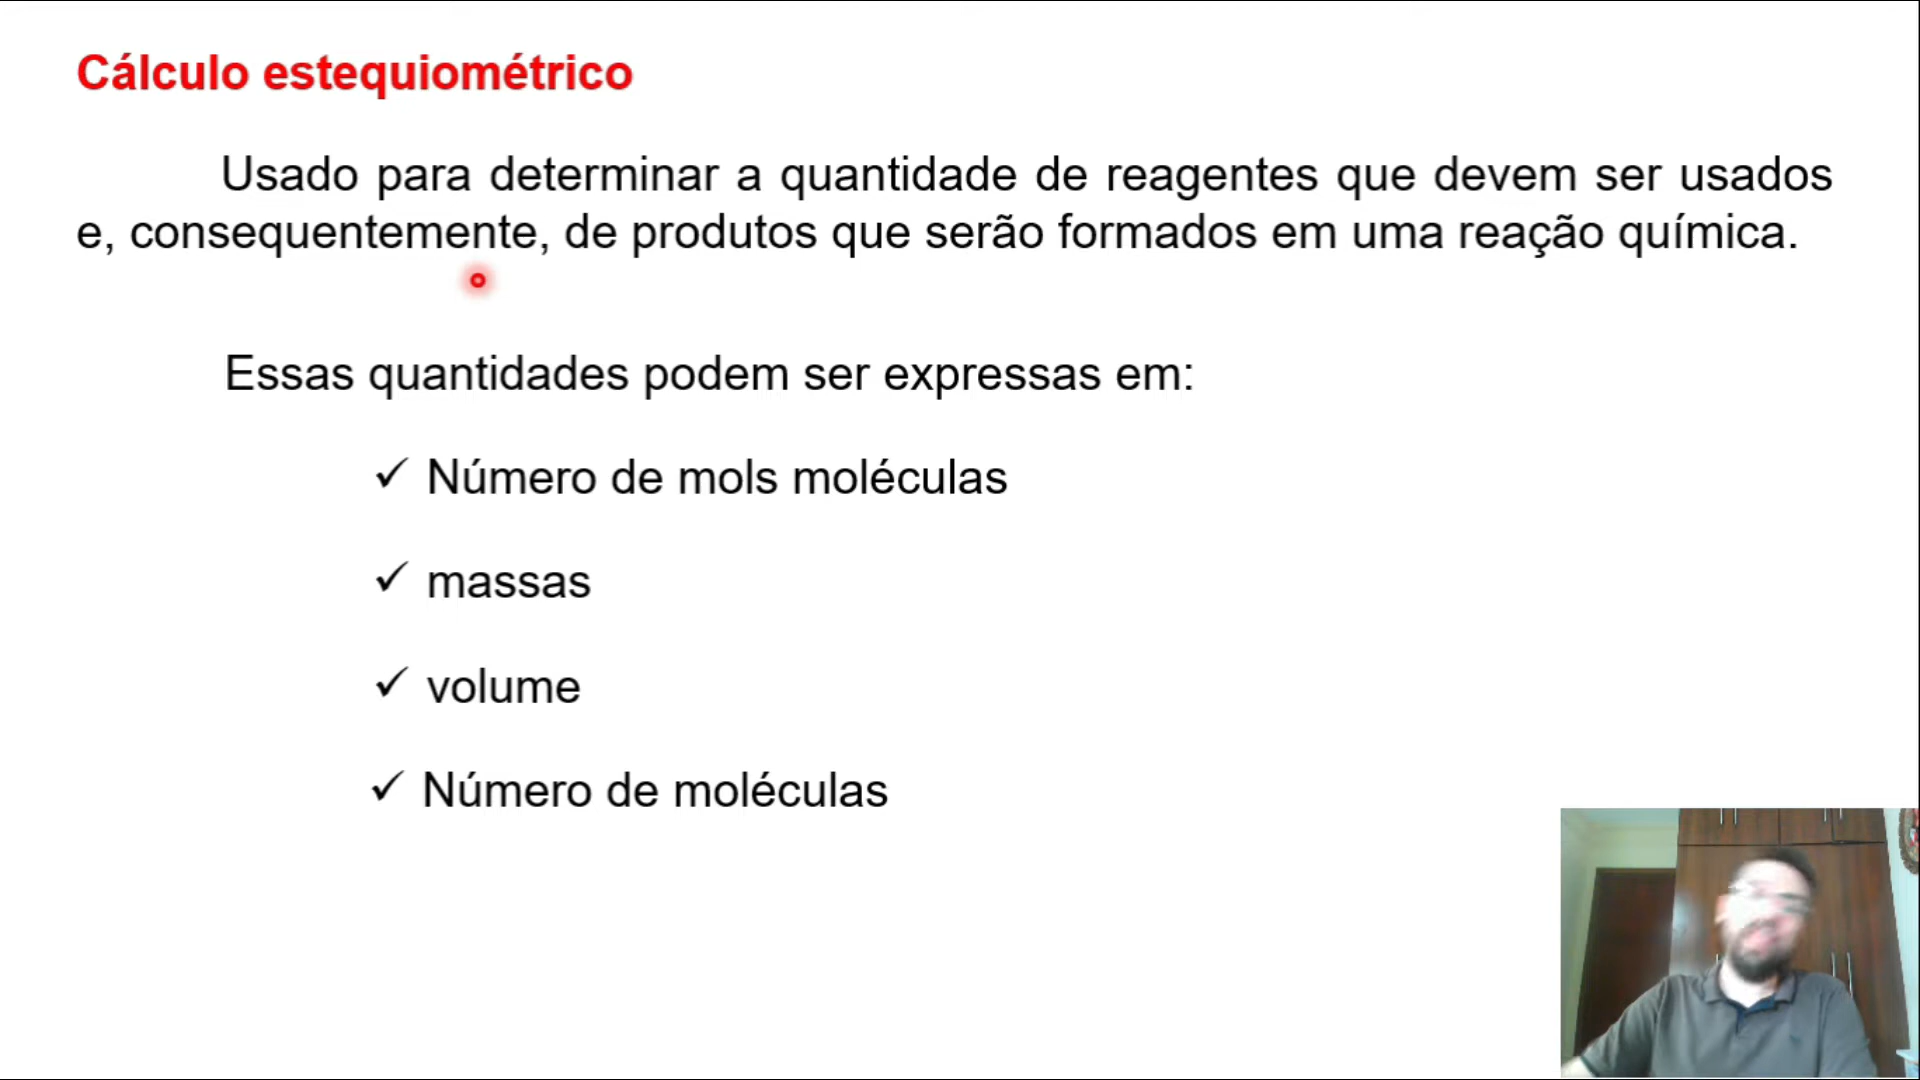 Cálculo estequiométrico
Usado para determinar a quantidade de reagentes que devem ser usados
e, consequentemente, de produtos que serão formados em uma reação química.
Essas quantidades podem ser expressas em:
✓ Número de mols moléculas
✓ massas
✓ volume
✓ Número de moléculas